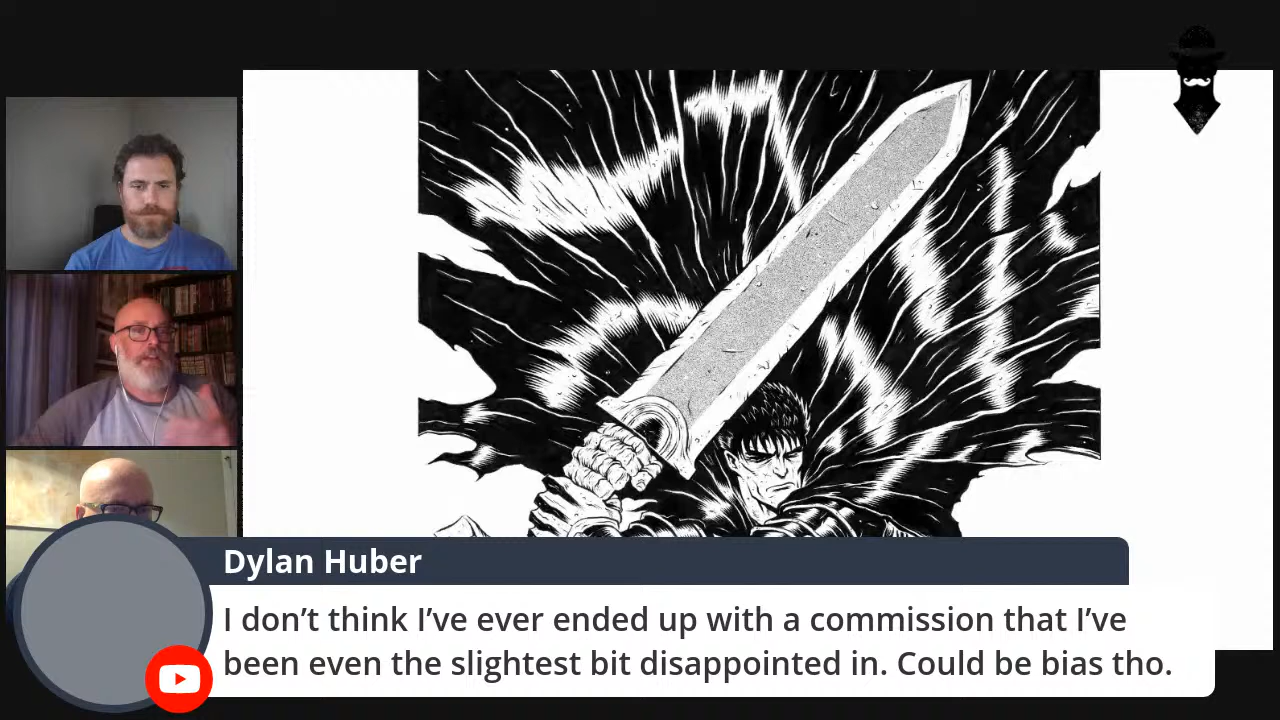 Dylan Huber
I don’t think I’ve ever ended up with a commission that I’ve
been even the slightest bit disappointed in. Could be bias tho.